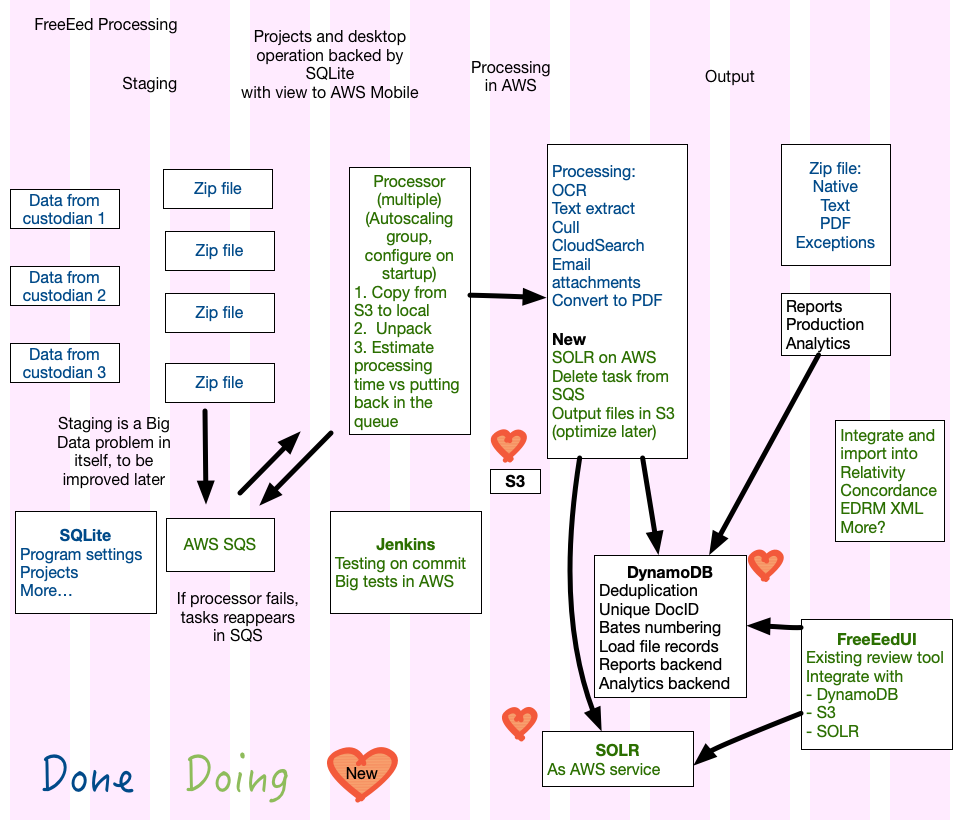 FreeEed Processing
Staging
Projects and desktop
operation backed by
SQLite
with view to AWS Mobile
Processing
in AWS
Output
Data from
custodian 1
Data from
custodian 2
Data from
custodian 3
Zip file
Zip file
Zip file
Zip file
Processor
(multiple)
(Autoscaling
group,
configure on
startup)
1. Copy from
S3 to local
2. Unpack
3. Estimate
processing
time vs putting
back in the
queue
Processing:
OCR
Text extract
Cull
CloudSearch
Email
attachments
Convert to PDF
New
SOLR on AWS
Delete task from
SQS
Output files in S3
(optimize later)
Zip file:
Native
Text
PDF
Exceptions
Reports
Production
Analytics
Staging is a Big
Data problem in
itself, to be
improved later
S3
Integrate and
import into
Relativity
Concordance
EDRM XML
More?
SQLite
Program settings
Projects
More…
AWS SQS
If processor fails,
tasks reappears
in SQS
Jenkins
Testing on commit
Big tests in AWS
DynamoDB
Deduplication
Unique DocID
Bates numbering
Load file records
Reports backend
Analytics backend
FreeEedUI
Existing review tool
Integrate with
- DynamoDB
- S3
- SOLR
SOLR
As AWS service
Done
Doing
New